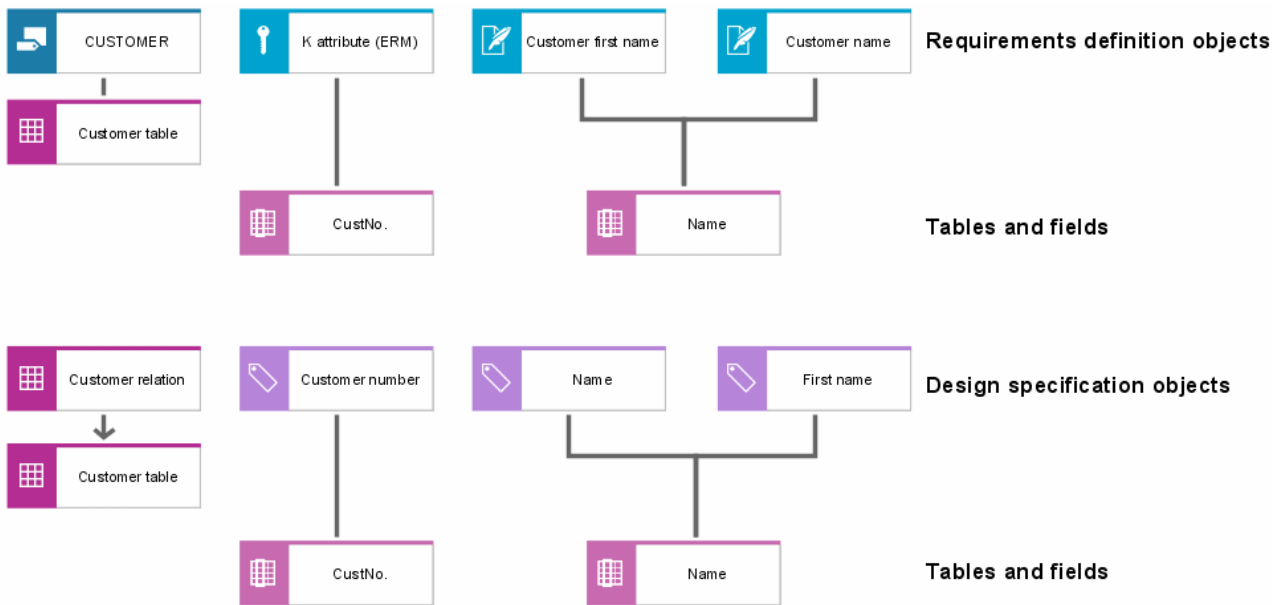 CUSTOMER
K attribute (ERM)
Customer first name
Customer name
Requirements definition objects
Customer table
CustNo.
Name
Tables and fields
Customer relation
Customer number
Name
First name
Design specification objects
Customer table
CustNo.
Name
Tables and fields